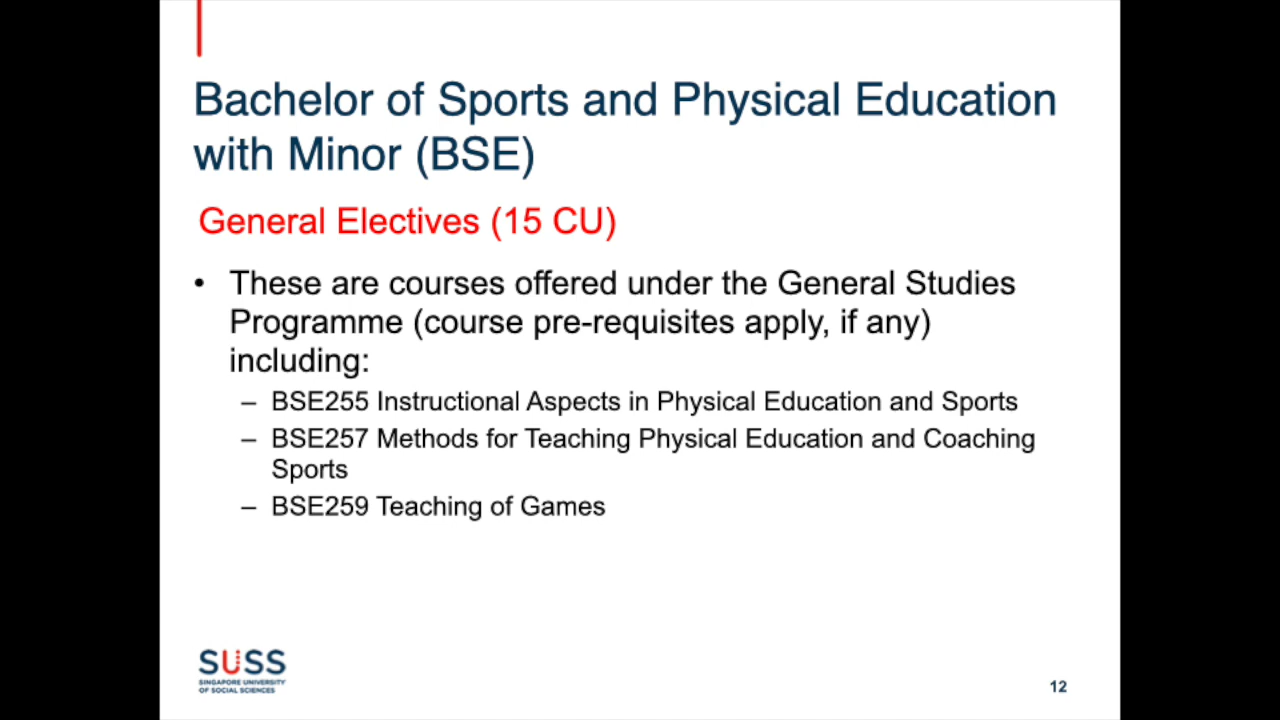 Bachelor of Sports and Physical Education
with Minor (BSE)
General Electives (15 CU)
• These are courses offered under the General Studies
Programme (course pre-requisites apply, if any)
including:
– BSE255 Instructional Aspects in Physical Education and Sports
– BSE257 Methods for Teaching Physical Education and Coaching
Sports
– BSE259 Teaching of Games
SUSS
SINGAPORE UNIVERSITY
OF SOCIAL SCIENCES
12